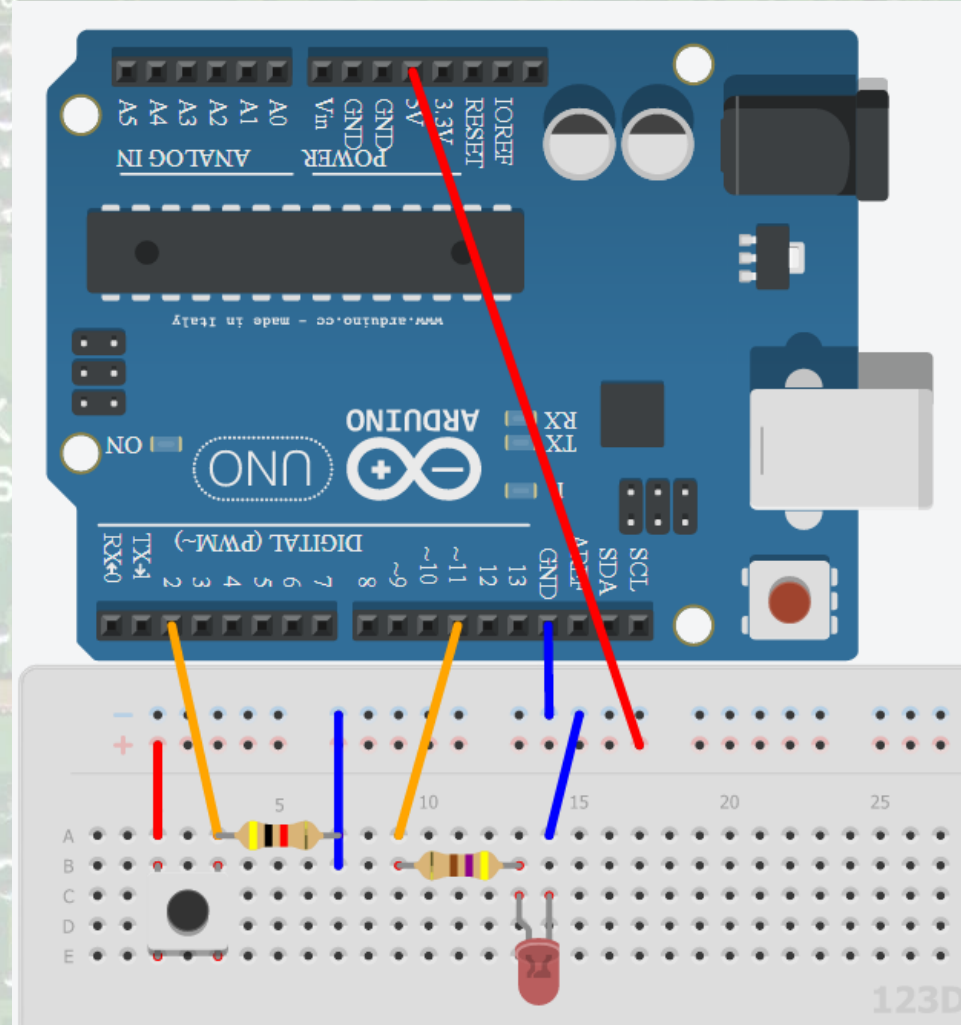 A5 A4 A3 A2 A1 A0 Vin GND GND 5V 3.3V RESET IOREF
ANALOG IN POWER
www.arduino.cc - made in Italy
ARDUINO
RX
TX
ON
UNO
L
DIGITAL (PWM~)
RX←0 TX→1 2 3 4 5 6 7 8 ~9 ~10 ~11 12 13 GND AREF SDA SCL
−
+
5 10 15 20 25
A
B
C
D
E
123D